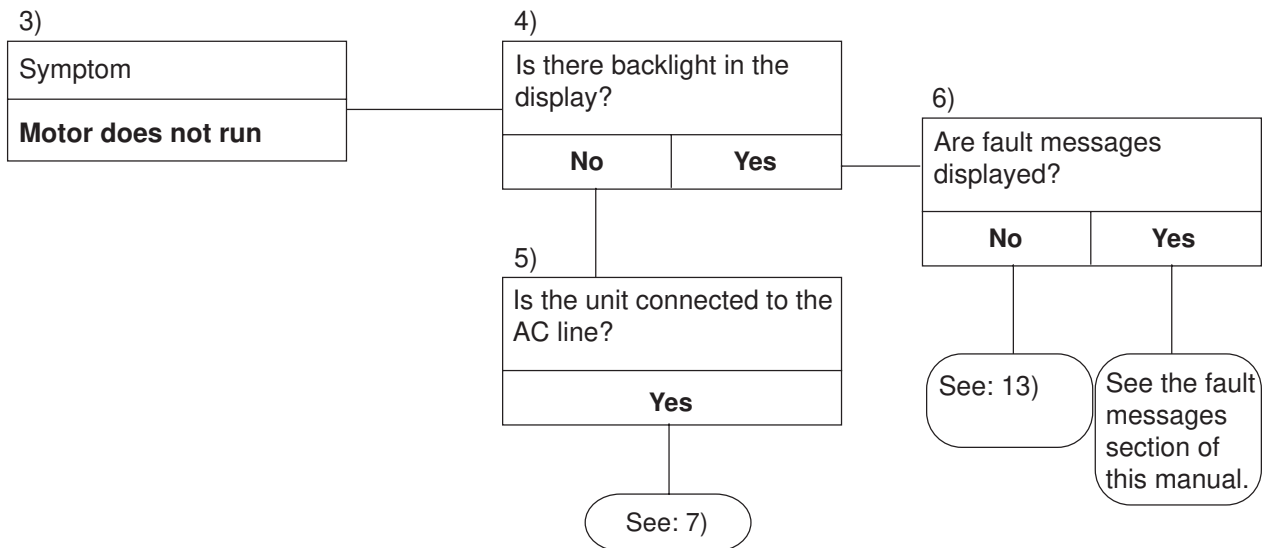 3)
Symptom
Motor does not run
4)
Is there backlight in the
display?
No
Yes
5)
Is the unit connected to the
AC line?
Yes
See: 7)
6)
Are fault messages
displayed?
No
Yes
See: 13)
See the fault
messages
section of
this manual.